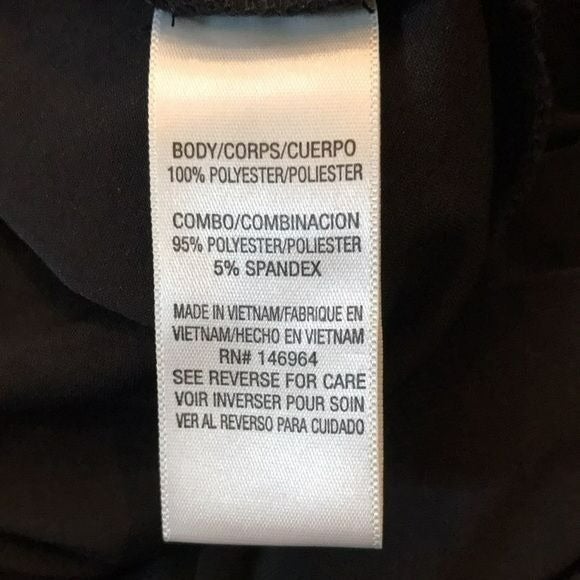 BODY/CORPS/CUERPO
100% POLYESTER/POLIESTER
COMBO/COMBINACION
95% POLYESTER/POLIESTER
5% SPANDEX
MADE IN VIETNAM/FABRIQUE EN
VIETNAM/HECHO EN VIETNAM
RN# 146964
SEE REVERSE FOR CARE
VOIR INVERSER POUR SOIN
VER AL REVERSO PARA CUIDADO